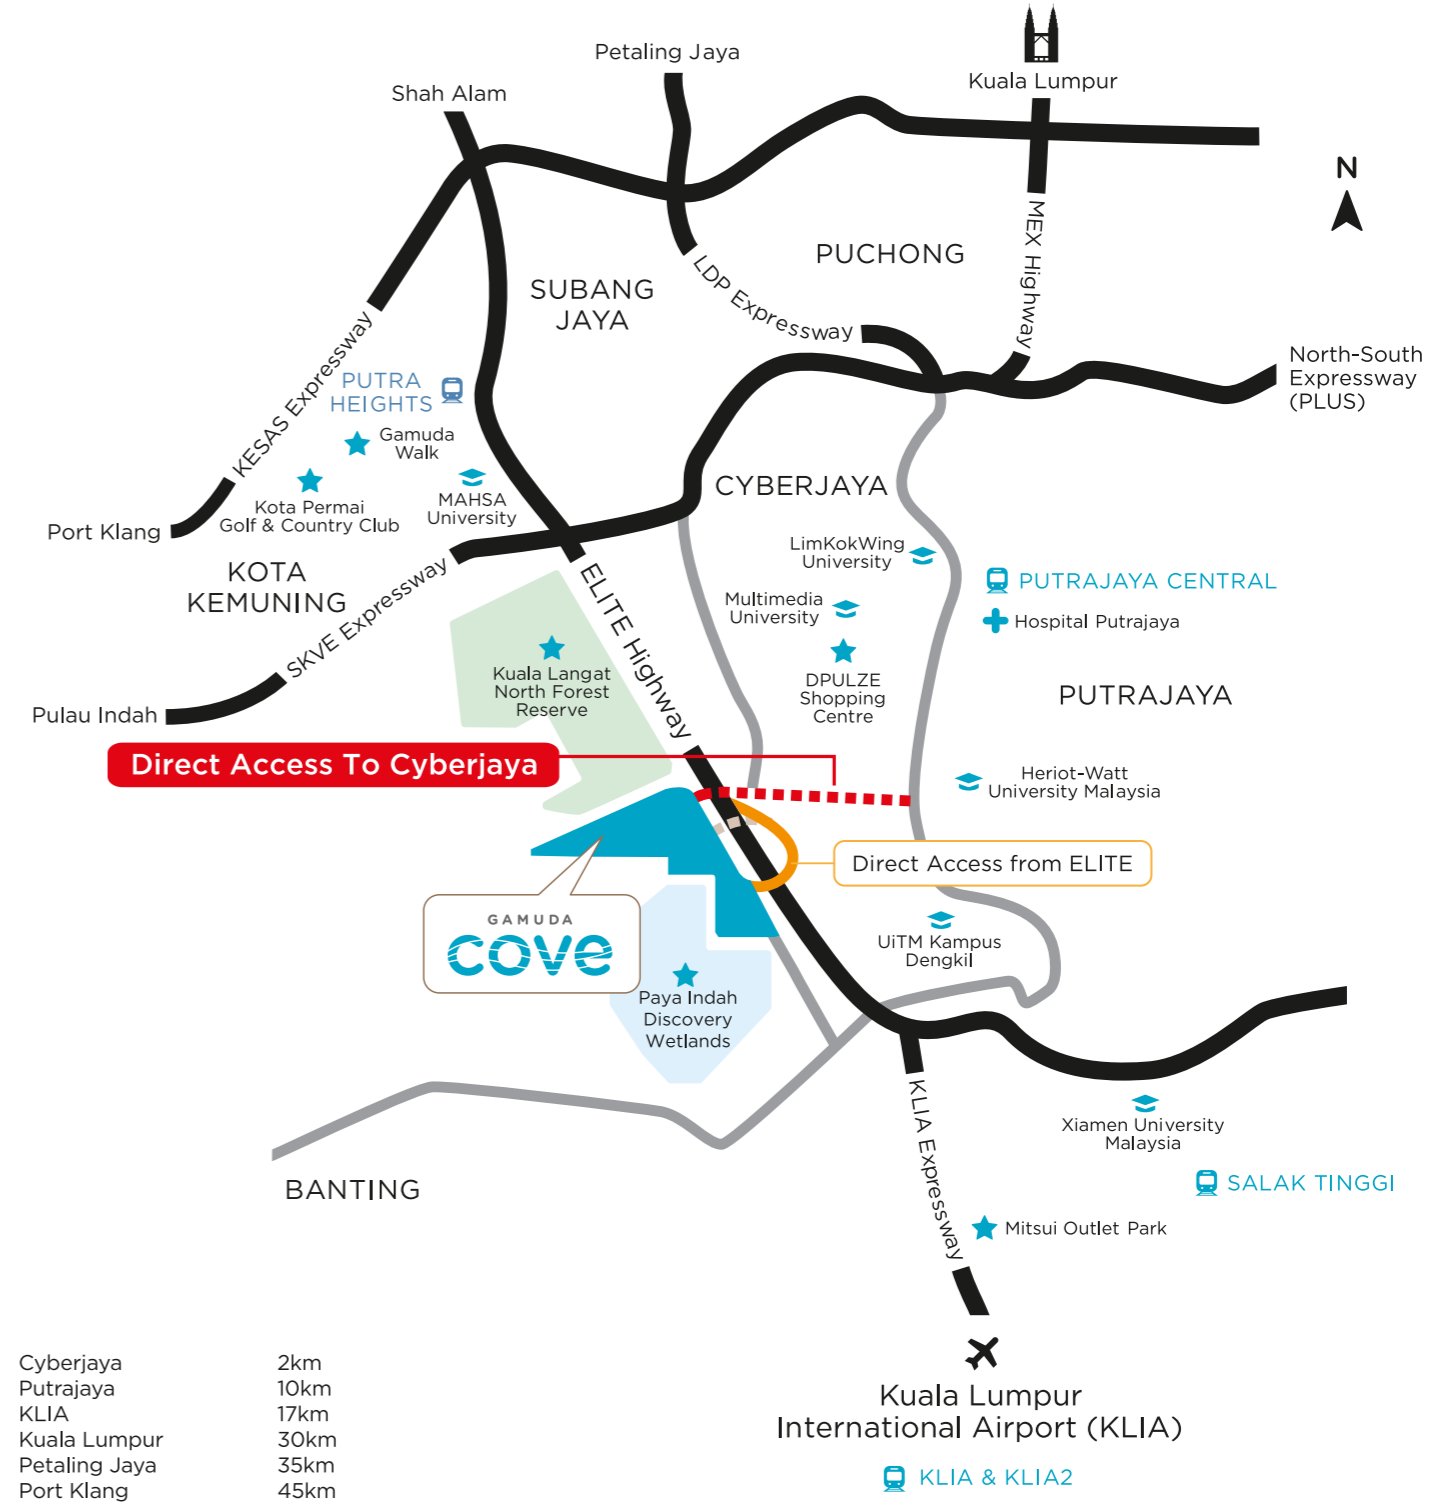 Petaling Jaya
Kuala Lumpur
Shah Alam
N
MEX Highway
PUCHONG
LDP Expressway
SUBANG
JAYA
North-South
Expressway
(PLUS)
KESAS Expressway
PUTRA
HEIGHTS
Gamuda
Walk
Kota Permai
Golf & Country Club
MAHSA
University
CYBERJAYA
Port Klang
LimKokWing
University
KOTA
KEMUNING
PUTRAJAYA CENTRAL
Multimedia
University
Hospital Putrajaya
SKVE Expressway
ELITE Highway
Kuala Langat
North Forest
Reserve
DPULZE
Shopping
Centre
PUTRAJAYA
Pulau Indah
Direct Access To Cyberjaya
Heriot-Watt
University Malaysia
Direct Access from ELITE
GAMUDA
cove
UiTM Kampus
Dengkil
Paya Indah
Discovery
Wetlands
KLIA Expressway
Xiamen University
Malaysia
BANTING
SALAK TINGGI
Mitsui Outlet Park
Kuala Lumpur
International Airport (KLIA)
KLIA & KLIA2
Cyberjaya 2km
Putrajaya 10km
KLIA 17km
Kuala Lumpur 30km
Petaling Jaya 35km
Port Klang 45km